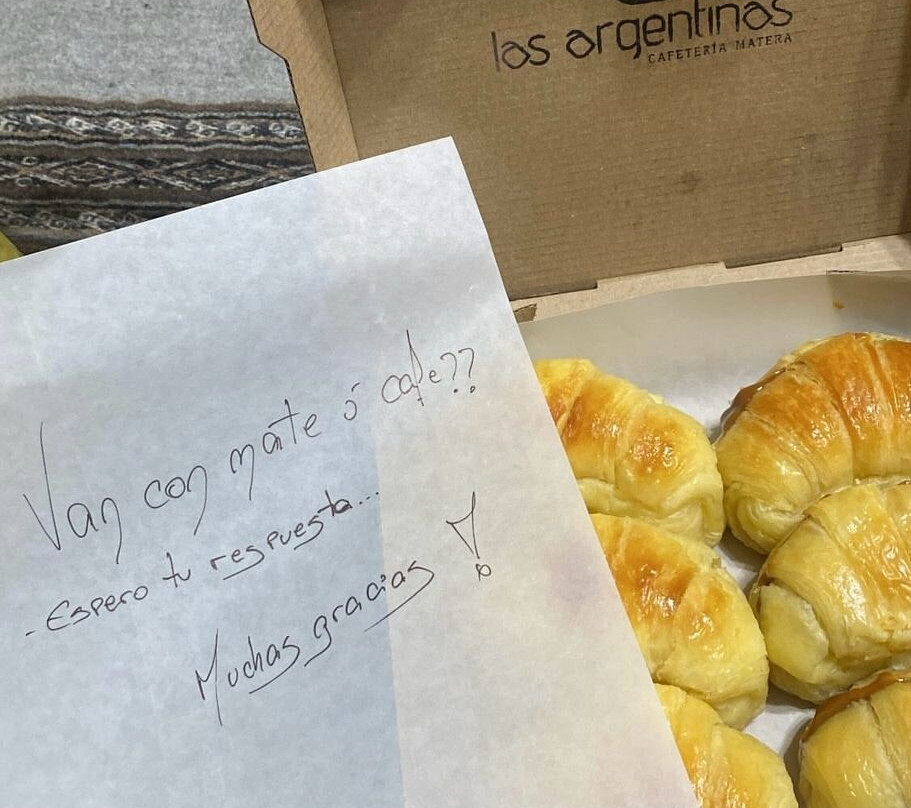 las argentinas
CAFETERÍA MATERA
Van con mate ó cafe??
- Espero tu respuesta...
Muchas gracias!